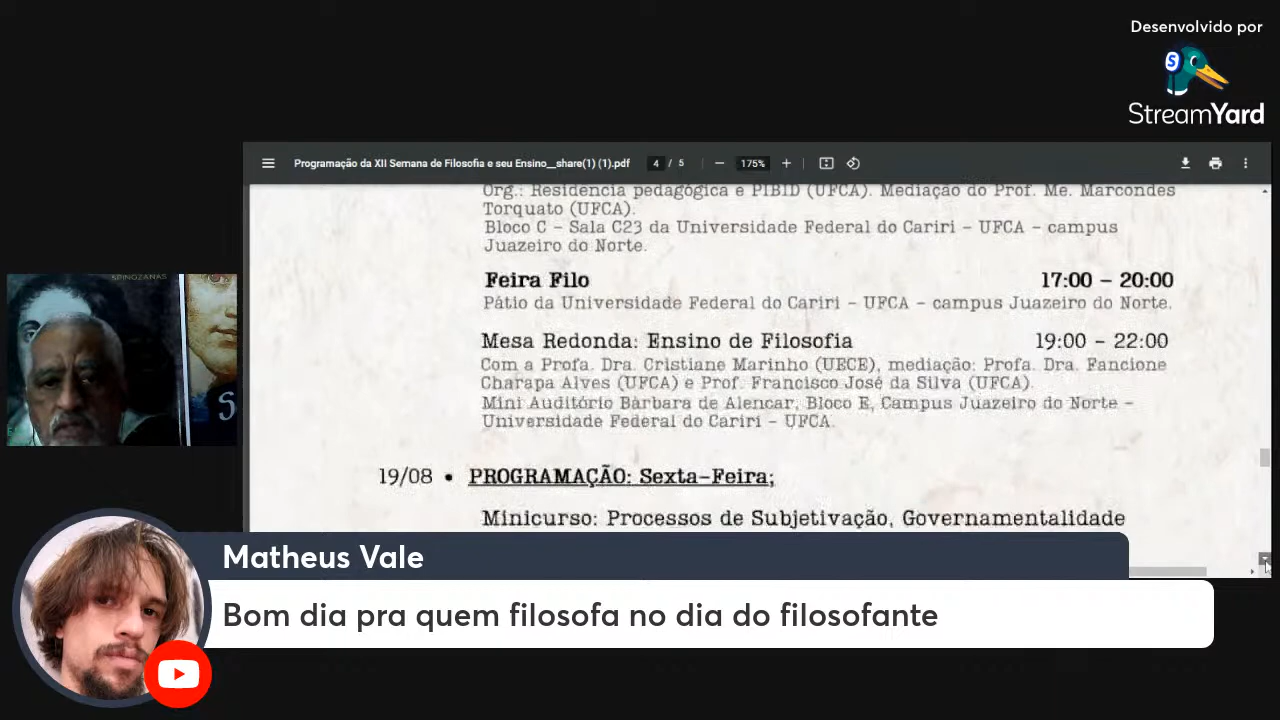 Desenvolvido por
StreamYard
Programação da XII Semana de Filosofia e seu Ensino__share(1) (1).pdf
4 / 5
175%
Org.: Residência pedagógica e PIBID (UFCA). Mediação do Prof. Me. Marcondes
Torquato (UFCA).
Bloco C - Sala C23 da Universidade Federal do Cariri - UFCA - campus
Juazeiro do Norte.
Feira Filo 17:00 - 20:00
Pátio da Universidade Federal do Cariri - UFCA - campus Juazeiro do Norte.
Mesa Redonda: Ensino de Filosofia 19:00 - 22:00
Com a Profa. Dra. Cristiane Marinho (UECE), mediação: Profa. Dra. Fancione
Charapa Alves (UFCA) e Prof. Francisco José da Silva (UFCA).
Mini Auditório Bárbara de Alencar, Bloco E, Campus Juazeiro do Norte -
Universidade Federal do Cariri - UFCA.
19/08 • PROGRAMAÇÃO: Sexta-Feira;
Minicurso: Processos de Subjetivação, Governamentalidade
SPINOZANAS
S
Matheus Vale
Bom dia pra quem filosofa no dia do filosofante